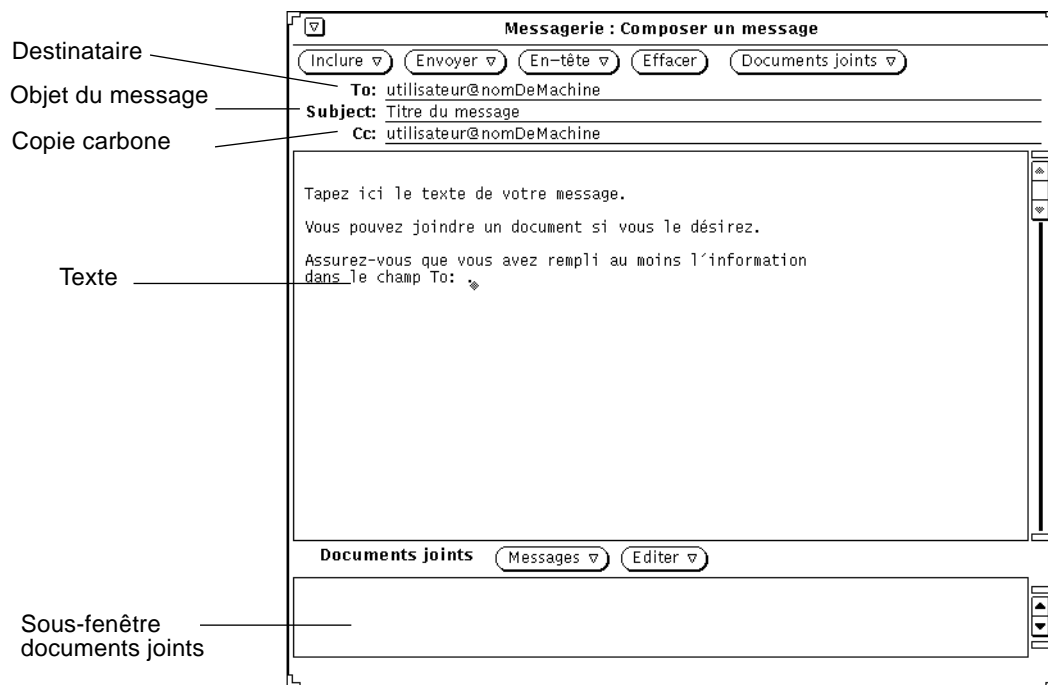 Messagerie : Composer un message
Inclure Envoyer En-tête Effacer Documents joints
Destinataire
To: utilisateur@nomDeMachine
Objet du message
Subject: Titre du message
Copie carbone
Cc: utilisateur@nomDeMachine
Tapez ici le texte de votre message.
Vous pouvez joindre un document si vous le désirez.
Assurez-vous que vous avez rempli au moins l´information
dans le champ To: .
Texte
Documents joints Messages Editer
Sous-fenêtre
documents joints